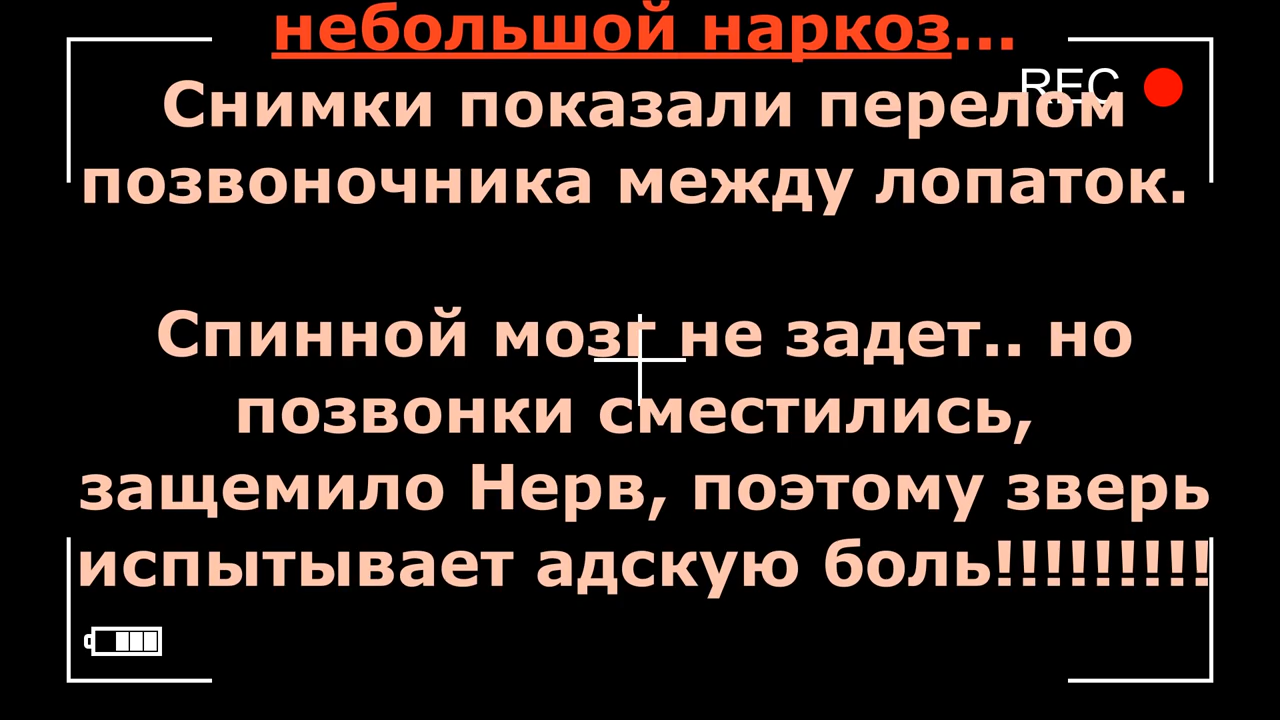 небольшой наркоз...
REC
Снимки показали перелом
позвоночника между лопаток.
Спинной мозг не задет.. но
позвонки сместились,
защемило Нерв, поэтому зверь
испытывает адскую боль!!!!!!!!!